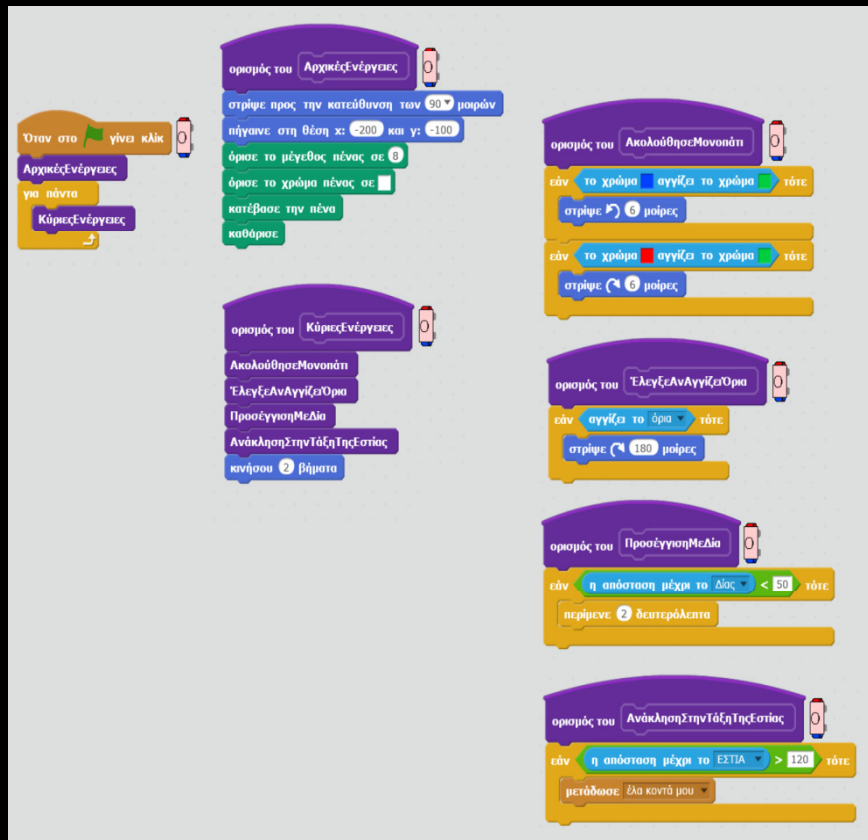 Όταν στο γίνει κλικ
ΑρχικέςΕνέργειες
για πάντα
ΚύριεςΕνέργειες
ορισμός του ΑρχικέςΕνέργειες
στρίψε προς την κατεύθυνση των 90 μοιρών
πήγαινε στη θέση x: -200 και y: -100
όρισε το μέγεθος πένας σε 8
όρισε το χρώμα πένας σε
κατέβασε την πένα
καθάρισε
ορισμός του ΚύριεςΕνέργειες
ΑκολούθησεΜονοπάτι
ΈλεγξεΑνΑγγίζειΌρια
ΠροσέγγισηΜεΔία
ΑνάκλησηΣτηνΤάξηΤηςΕστίας
κινήσου 2 βήματα
ορισμός του ΑκολούθησεΜονοπάτι
εάν το χρώμα αγγίζει το χρώμα τότε
στρίψε 6 μοίρες
εάν το χρώμα αγγίζει το χρώμα τότε
στρίψε 6 μοίρες
ορισμός του ΈλεγξεΑνΑγγίζειΌρια
εάν αγγίζει το όρια τότε
στρίψε 180 μοίρες
ορισμός του ΠροσέγγισηΜεΔία
εάν η απόσταση μέχρι το Δίας < 50 τότε
περίμενε 2 δευτερόλεπτα
ορισμός του ΑνάκλησηΣτηνΤάξηΤηςΕστίας
εάν η απόσταση μέχρι το ΕΣΤΙΑ > 120 τότε
μετάδωσε έλα κοντά μου